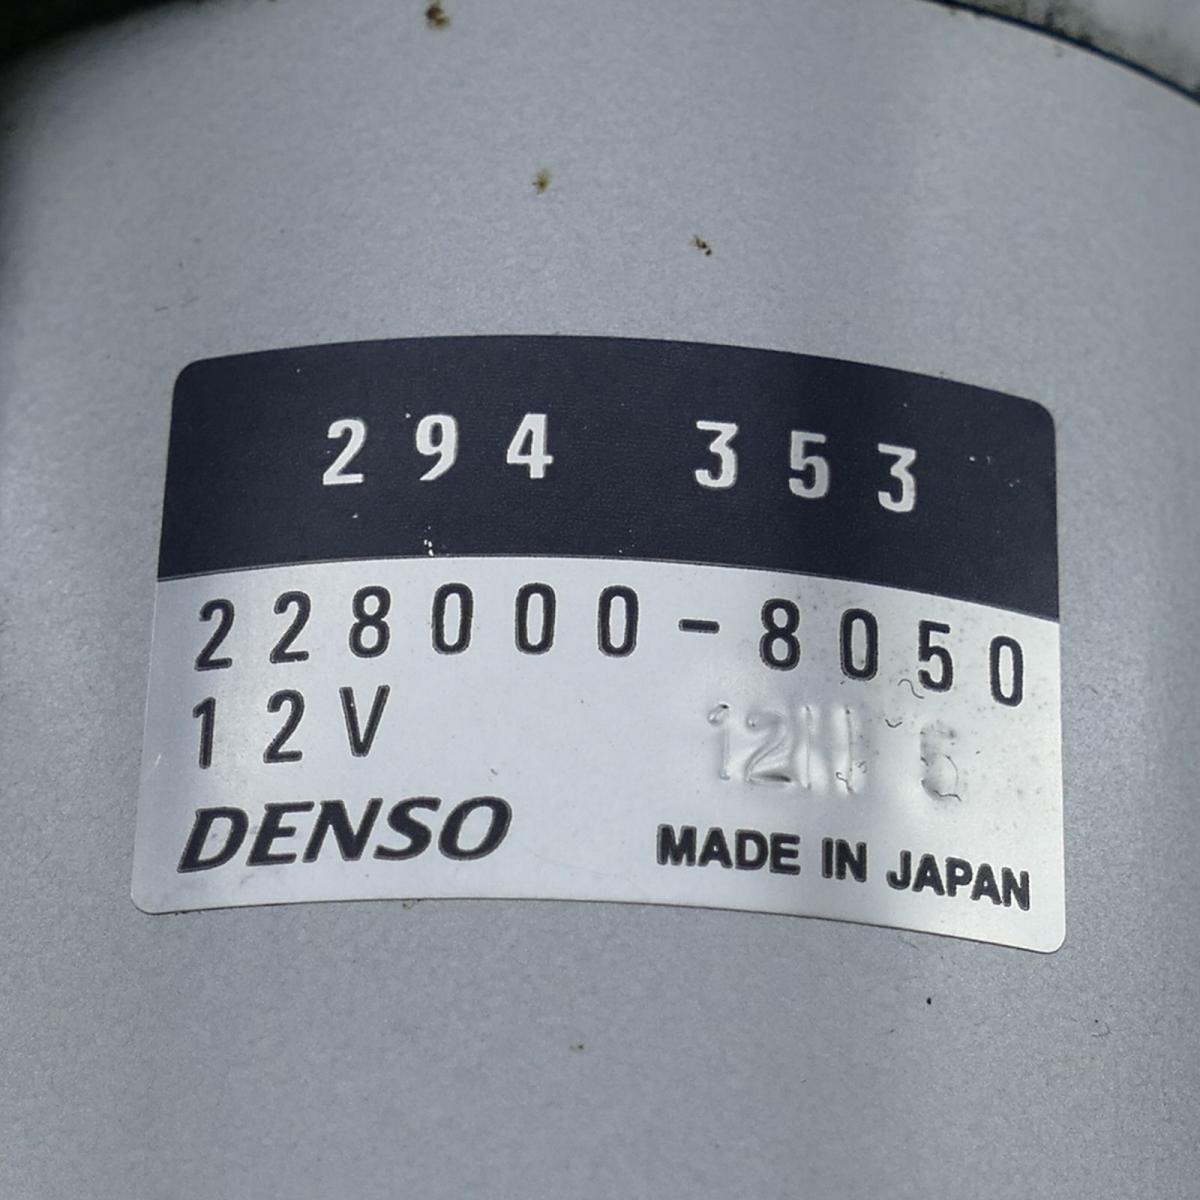 294 353
228000-8050
12V
DENSO
MADE IN JAPAN